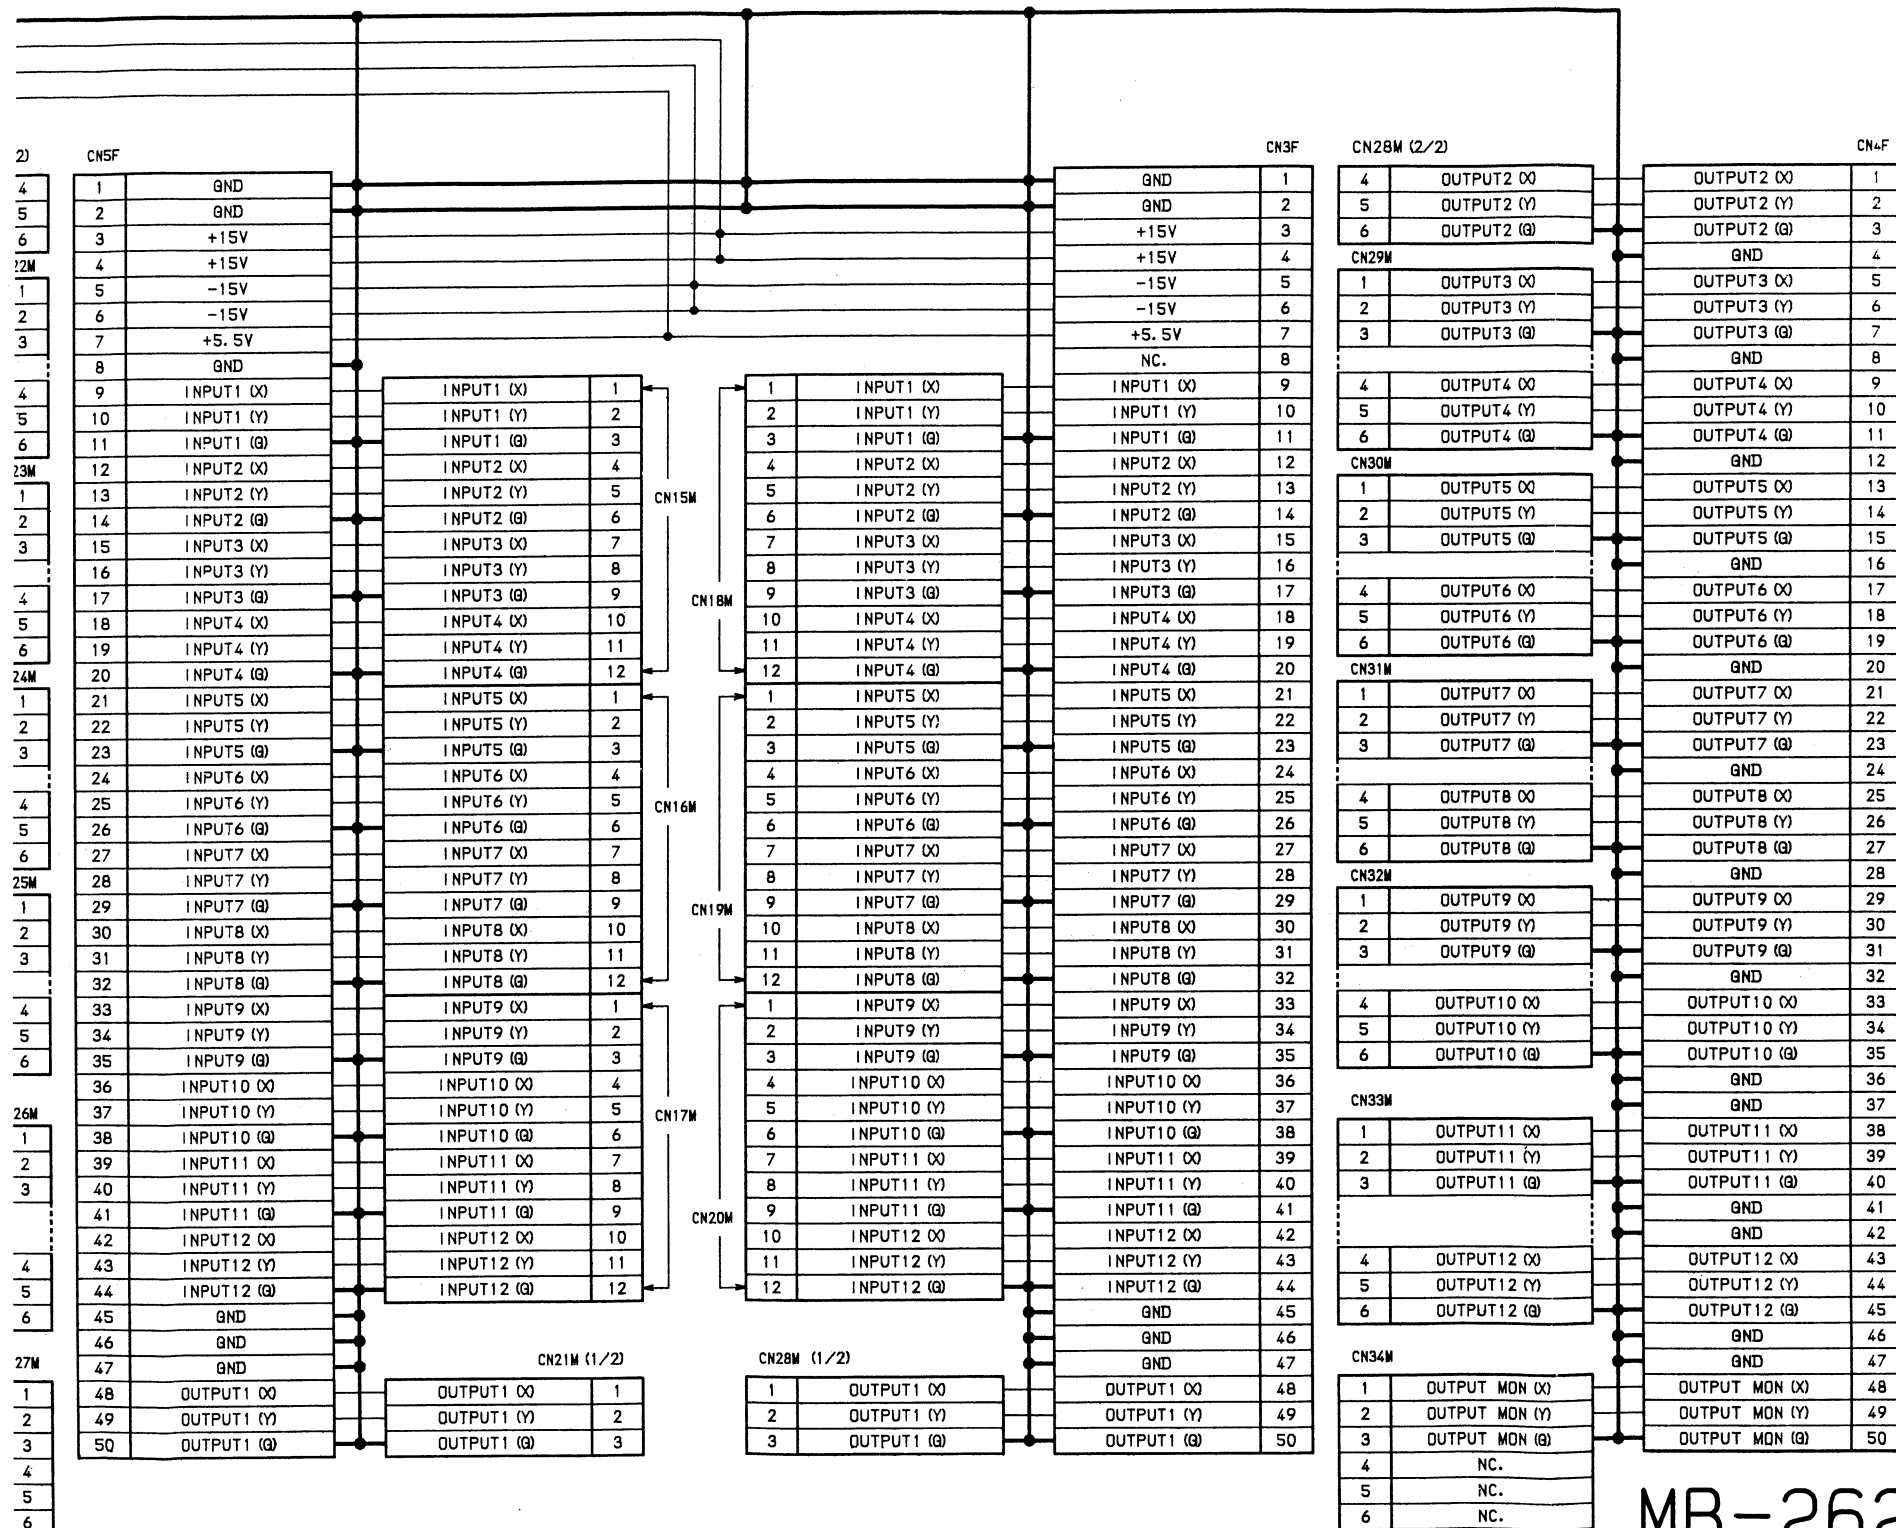 2)
4
5
6
22M
1
2
3
4
5
6
23M
1
2
3
4
5
6
24M
1
2
3
4
5
6
25M
1
2
3
4
5
6
26M
1
2
3
4
5
6
27M
1
2
3
4
5
6
CN5F
1 GND
2 GND
3 +15V
4 +15V
5 -15V
6 -15V
7 +5.5V
8 GND
9 INPUT1 (X)
10 INPUT1 (Y)
11 INPUT1 (G)
12 INPUT2 (X)
13 INPUT2 (Y)
14 INPUT2 (G)
15 INPUT3 (X)
16 INPUT3 (Y)
17 INPUT3 (G)
18 INPUT4 (X)
19 INPUT4 (Y)
20 INPUT4 (G)
21 INPUT5 (X)
22 INPUT5 (Y)
23 INPUT5 (G)
24 INPUT6 (X)
25 INPUT6 (Y)
26 INPUT6 (G)
27 INPUT7 (X)
28 INPUT7 (Y)
29 INPUT7 (G)
30 INPUT8 (X)
31 INPUT8 (Y)
32 INPUT8 (G)
33 INPUT9 (X)
34 INPUT9 (Y)
35 INPUT9 (G)
36 INPUT10 (X)
37 INPUT10 (Y)
38 INPUT10 (G)
39 INPUT11 (X)
40 INPUT11 (Y)
41 INPUT11 (G)
42 INPUT12 (X)
43 INPUT12 (Y)
44 INPUT12 (G)
45 GND
46 GND
47 GND
48 OUTPUT1 (X)
49 OUTPUT1 (Y)
50 OUTPUT1 (G)
INPUT1 (X) 1
INPUT1 (Y) 2
INPUT1 (G) 3
INPUT2 (X) 4
INPUT2 (Y) 5
INPUT2 (G) 6
INPUT3 (X) 7
INPUT3 (Y) 8
INPUT3 (G) 9
INPUT4 (X) 10
INPUT4 (Y) 11
INPUT4 (G) 12
CN15M
INPUT5 (X) 1
INPUT5 (Y) 2
INPUT5 (G) 3
INPUT6 (X) 4
INPUT6 (Y) 5
INPUT6 (G) 6
INPUT7 (X) 7
INPUT7 (Y) 8
INPUT7 (G) 9
INPUT8 (X) 10
INPUT8 (Y) 11
INPUT8 (G) 12
CN16M
INPUT9 (X) 1
INPUT9 (Y) 2
INPUT9 (G) 3
INPUT10 (X) 4
INPUT10 (Y) 5
INPUT10 (G) 6
INPUT11 (X) 7
INPUT11 (Y) 8
INPUT11 (G) 9
INPUT12 (X) 10
INPUT12 (Y) 11
INPUT12 (G) 12
CN17M
CN21M (1/2)
OUTPUT1 (X) 1
OUTPUT1 (Y) 2
OUTPUT1 (G) 3
CN18M
1 INPUT1 (X)
2 INPUT1 (Y)
3 INPUT1 (G)
4 INPUT2 (X)
5 INPUT2 (Y)
6 INPUT2 (G)
7 INPUT3 (X)
8 INPUT3 (Y)
9 INPUT3 (G)
10 INPUT4 (X)
11 INPUT4 (Y)
12 INPUT4 (G)
CN19M
1 INPUT5 (X)
2 INPUT5 (Y)
3 INPUT5 (G)
4 INPUT6 (X)
5 INPUT6 (Y)
6 INPUT6 (G)
7 INPUT7 (X)
8 INPUT7 (Y)
9 INPUT7 (G)
10 INPUT8 (X)
11 INPUT8 (Y)
12 INPUT8 (G)
CN20M
1 INPUT9 (X)
2 INPUT9 (Y)
3 INPUT9 (G)
4 INPUT10 (X)
5 INPUT10 (Y)
6 INPUT10 (G)
7 INPUT11 (X)
8 INPUT11 (Y)
9 INPUT11 (G)
10 INPUT12 (X)
11 INPUT12 (Y)
12 INPUT12 (G)
CN28M (1/2)
1 OUTPUT1 (X)
2 OUTPUT1 (Y)
3 OUTPUT1 (G)
CN3F
GND 1
GND 2
+15V 3
+15V 4
-15V 5
-15V 6
+5.5V 7
NC. 8
INPUT1 (X) 9
INPUT1 (Y) 10
INPUT1 (G) 11
INPUT2 (X) 12
INPUT2 (Y) 13
INPUT2 (G) 14
INPUT3 (X) 15
INPUT3 (Y) 16
INPUT3 (G) 17
INPUT4 (X) 18
INPUT4 (Y) 19
INPUT4 (G) 20
INPUT5 (X) 21
INPUT5 (Y) 22
INPUT5 (G) 23
INPUT6 (X) 24
INPUT6 (Y) 25
INPUT6 (G) 26
INPUT7 (X) 27
INPUT7 (Y) 28
INPUT7 (G) 29
INPUT8 (X) 30
INPUT8 (Y) 31
INPUT8 (G) 32
INPUT9 (X) 33
INPUT9 (Y) 34
INPUT9 (G) 35
INPUT10 (X) 36
INPUT10 (Y) 37
INPUT10 (G) 38
INPUT11 (X) 39
INPUT11 (Y) 40
INPUT11 (G) 41
INPUT12 (X) 42
INPUT12 (Y) 43
INPUT12 (G) 44
GND 45
GND 46
GND 47
OUTPUT1 (X) 48
OUTPUT1 (Y) 49
OUTPUT1 (G) 50
CN28M (2/2)
4 OUTPUT2 (X)
5 OUTPUT2 (Y)
6 OUTPUT2 (G)
CN29M
1 OUTPUT3 (X)
2 OUTPUT3 (Y)
3 OUTPUT3 (G)
4 OUTPUT4 (X)
5 OUTPUT4 (Y)
6 OUTPUT4 (G)
CN30M
1 OUTPUT5 (X)
2 OUTPUT5 (Y)
3 OUTPUT5 (G)
4 OUTPUT6 (X)
5 OUTPUT6 (Y)
6 OUTPUT6 (G)
CN31M
1 OUTPUT7 (X)
2 OUTPUT7 (Y)
3 OUTPUT7 (G)
4 OUTPUT8 (X)
5 OUTPUT8 (Y)
6 OUTPUT8 (G)
CN32M
1 OUTPUT9 (X)
2 OUTPUT9 (Y)
3 OUTPUT9 (G)
4 OUTPUT10 (X)
5 OUTPUT10 (Y)
6 OUTPUT10 (G)
CN33M
1 OUTPUT11 (X)
2 OUTPUT11 (Y)
3 OUTPUT11 (G)
4 OUTPUT12 (X)
5 OUTPUT12 (Y)
6 OUTPUT12 (G)
CN34M
1 OUTPUT MON (X)
2 OUTPUT MON (Y)
3 OUTPUT MON (G)
4 NC.
5 NC.
6 NC.
CN4F
OUTPUT2 (X) 1
OUTPUT2 (Y) 2
OUTPUT2 (G) 3
GND 4
OUTPUT3 (X) 5
OUTPUT3 (Y) 6
OUTPUT3 (G) 7
GND 8
OUTPUT4 (X) 9
OUTPUT4 (Y) 10
OUTPUT4 (G) 11
GND 12
OUTPUT5 (X) 13
OUTPUT5 (Y) 14
OUTPUT5 (G) 15
GND 16
OUTPUT6 (X) 17
OUTPUT6 (Y) 18
OUTPUT6 (G) 19
GND 20
OUTPUT7 (X) 21
OUTPUT7 (Y) 22
OUTPUT7 (G) 23
GND 24
OUTPUT8 (X) 25
OUTPUT8 (Y) 26
OUTPUT8 (G) 27
GND 28
OUTPUT9 (X) 29
OUTPUT9 (Y) 30
OUTPUT9 (G) 31
GND 32
OUTPUT10 (X) 33
OUTPUT10 (Y) 34
OUTPUT10 (G) 35
GND 36
GND 37
OUTPUT11 (X) 38
OUTPUT11 (Y) 39
OUTPUT11 (G) 40
GND 41
GND 42
OUTPUT12 (X) 43
OUTPUT12 (Y) 44
OUTPUT12 (G) 45
GND 46
GND 47
OUTPUT MON (X) 48
OUTPUT MON (Y) 49
OUTPUT MON (G) 50